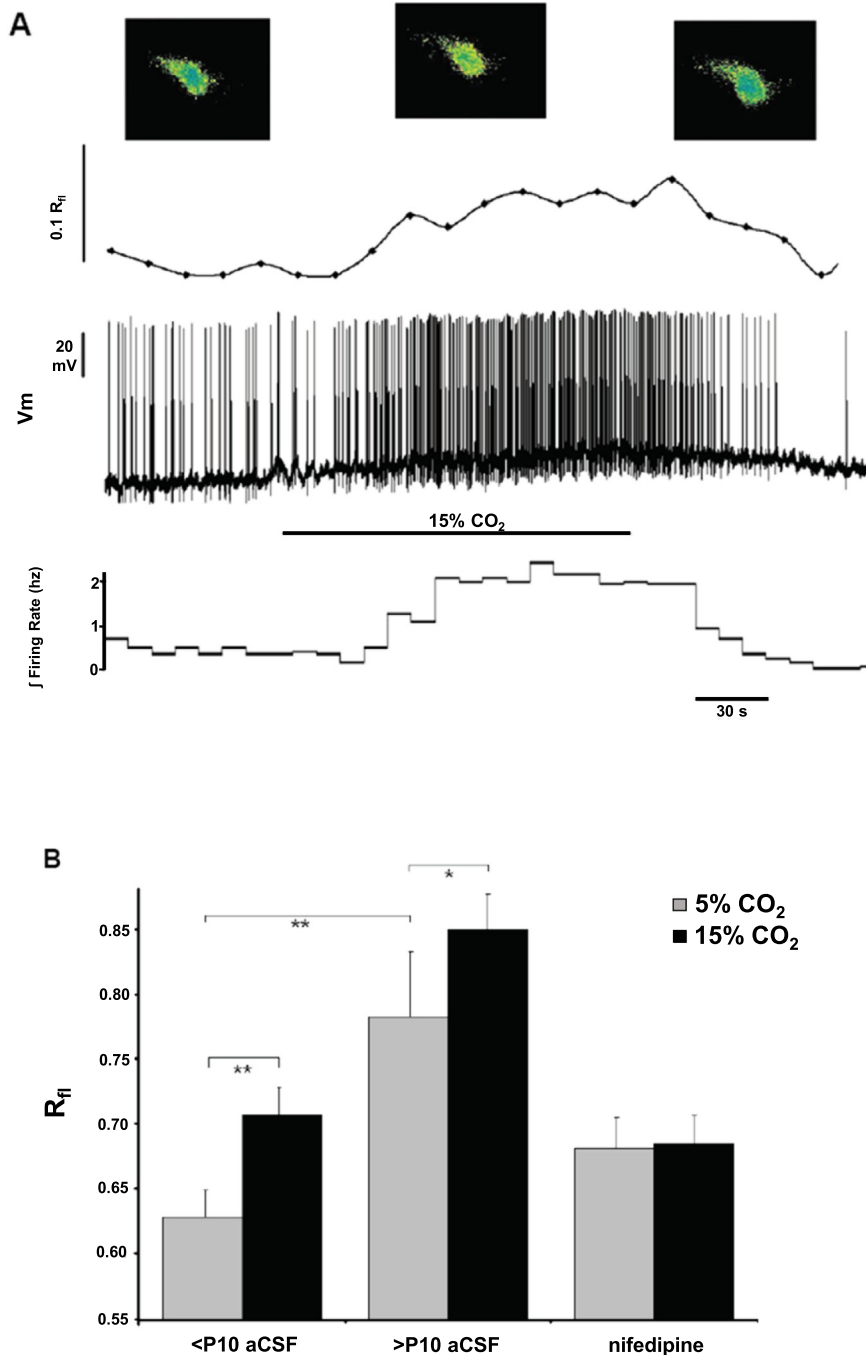 A
0.1 Rfl
20
mV
Vm
15% CO₂
∫ Firing Rate (hz)
2
1
0
30 s
B
*
**
**
5% CO₂
15% CO₂
0.85
0.80
0.75
0.70
0.65
0.60
0.55
Rfl
<P10 aCSF >P10 aCSF nifedipine